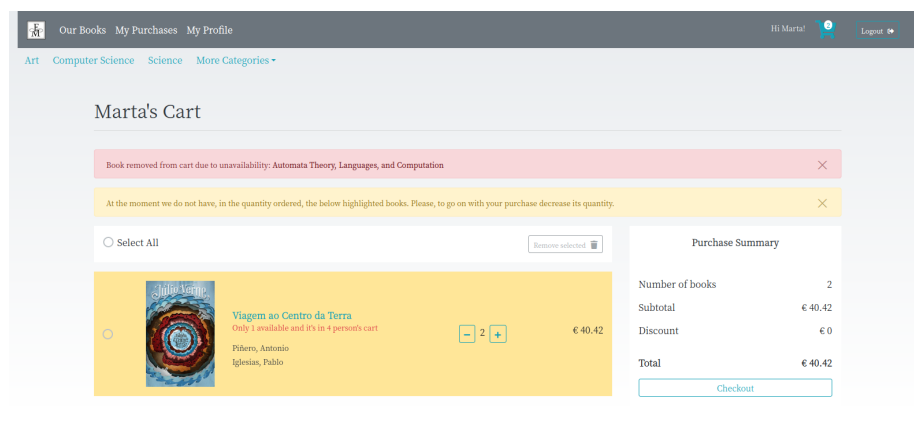 E
M
Our Books My Purchases My Profile
Hi Marta!
2
Logout
Art Computer Science Science More Categories
Marta's Cart
Book removed from cart due to unavailability: Automata Theory, Languages, and Computation
At the moment we do not have, in the quantity ordered, the below highlighted books. Please, to go on with your purchase decrease its quantity.
Select All
Remove selected
Júlio Verne
Viagem ao Centro da Terra
Only 1 available and it's in 4 person's cart
Piñero, Antonio
Iglesias, Pablo
− 2 +
€ 40.42
Purchase Summary
Number of books 2
Subtotal € 40.42
Discount € 0
Total € 40.42
Checkout